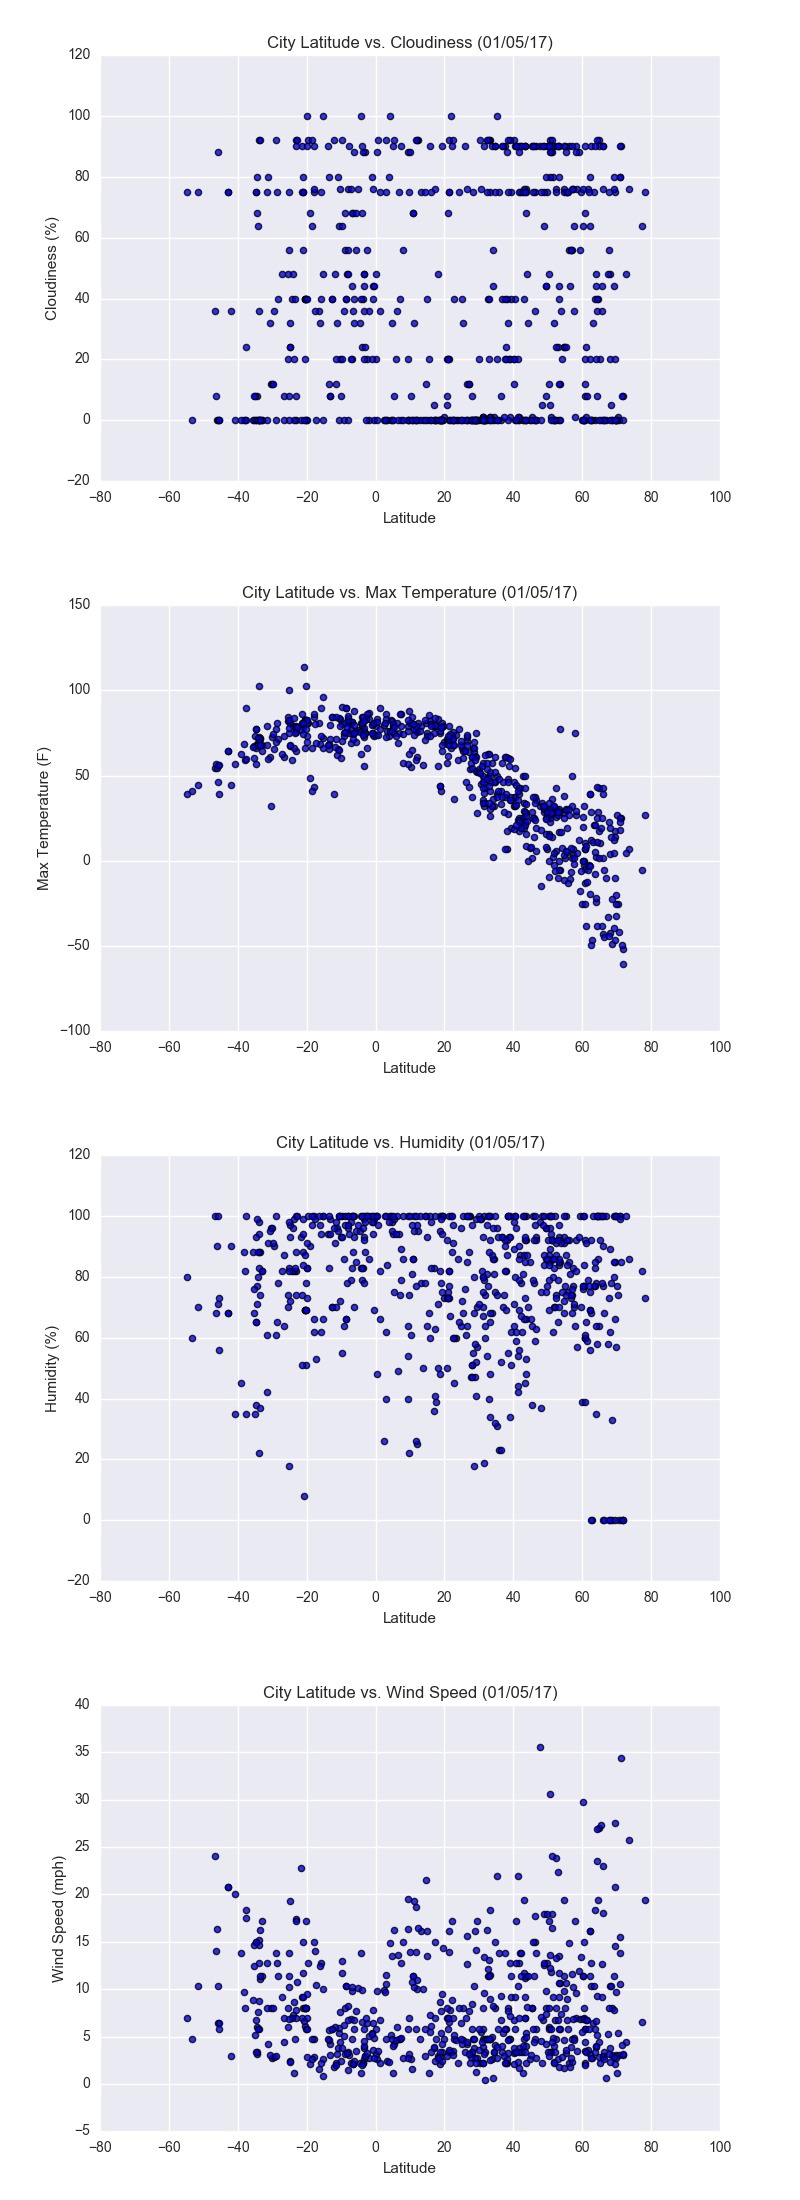 City Latitude vs. Cloudiness (01/05/17)
120
100
80
60
40
20
0
−20
Cloudiness (%)
−80 −60 −40 −20 0 20 40 60 80 100
Latitude
City Latitude vs. Max Temperature (01/05/17)
150
100
50
0
−50
−100
Max Temperature (F)
−80 −60 −40 −20 0 20 40 60 80 100
Latitude
City Latitude vs. Humidity (01/05/17)
120
100
80
60
40
20
0
−20
Humidity (%)
−80 −60 −40 −20 0 20 40 60 80 100
Latitude
City Latitude vs. Wind Speed (01/05/17)
40
35
30
25
20
15
10
5
0
−5
Wind Speed (mph)
−80 −60 −40 −20 0 20 40 60 80 100
Latitude